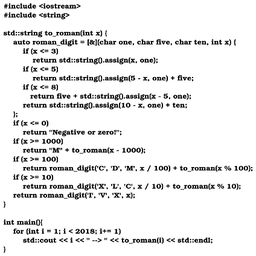 #include <iostream>
#include <string>
std::string to_roman(int x) {
auto roman_digit = [&](char one, char five, char ten, int x) {
if (x <= 3)
return std::string().assign(x, one);
if (x <= 5)
return std::string().assign(5 - x, one) + five;
if (x <= 8)
return five + std::string().assign(x - 5, one);
return std::string().assign(10 - x, one) + ten;
};
if (x <= 0)
return "Negative or zero!";
if (x >= 1000)
return "M" + to_roman(x - 1000);
if (x >= 100)
return roman_digit('C', 'D', 'M', x / 100) + to_roman(x % 100);
if (x >= 10)
return roman_digit('X', 'L', 'C', x / 10) + to_roman(x % 10);
return roman_digit('I', 'V', 'X', x);
}
int main(){
for (int i = 1; i < 2018; i+= 1)
std::cout << i << " --> " << to_roman(i) << std::endl;
}